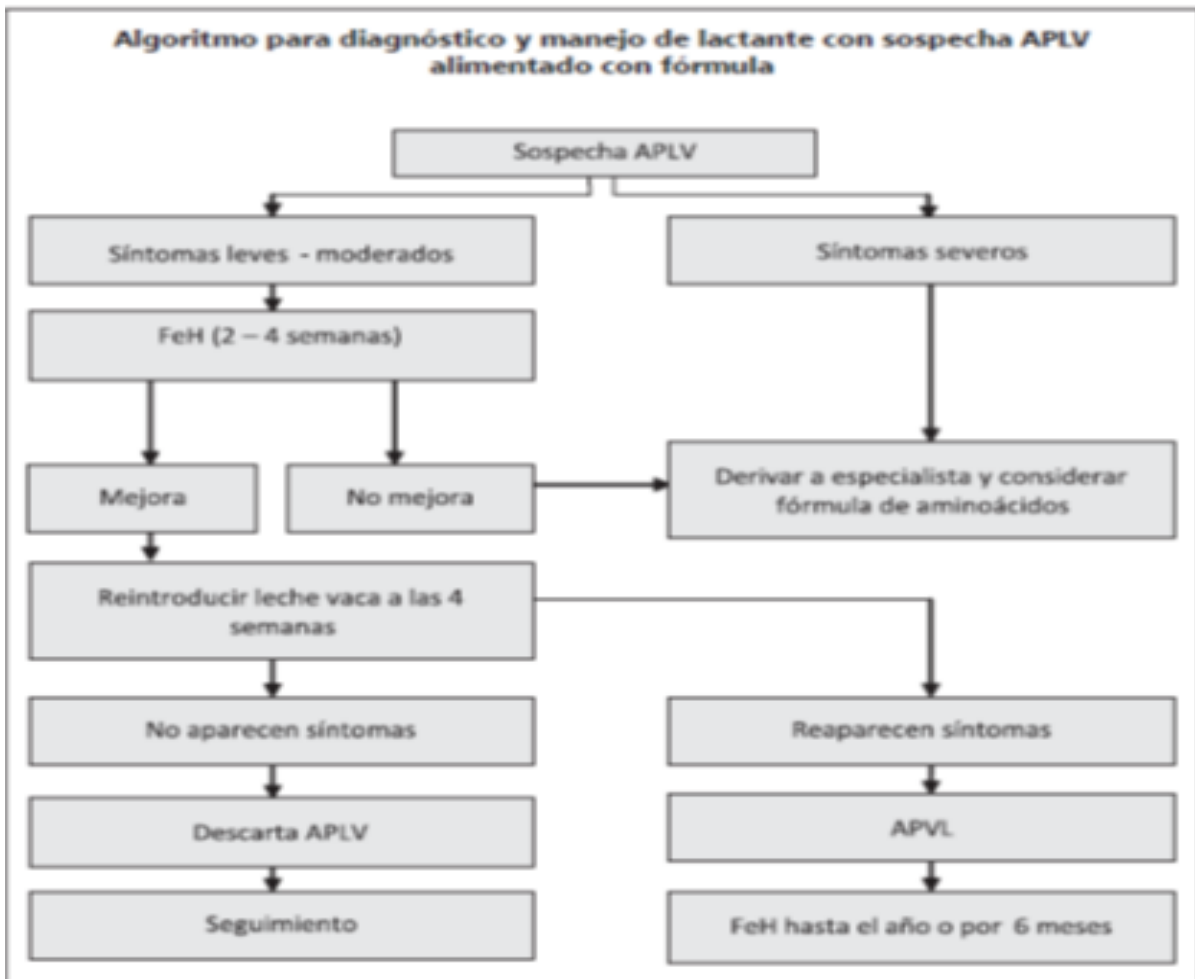 Algoritmo para diagnóstico y manejo de lactante con sospecha APLV
alimentado con fórmula
Sospecha APLV
Síntomas leves - moderados
Síntomas severos
FeH (2 – 4 semanas)
Mejora
No mejora
Derivar a especialista y considerar
fórmula de aminoácidos
Reintroducir leche vaca a las 4
semanas
No aparecen síntomas
Reaparecen síntomas
Descarta APLV
APVL
Seguimiento
FeH hasta el año o por 6 meses